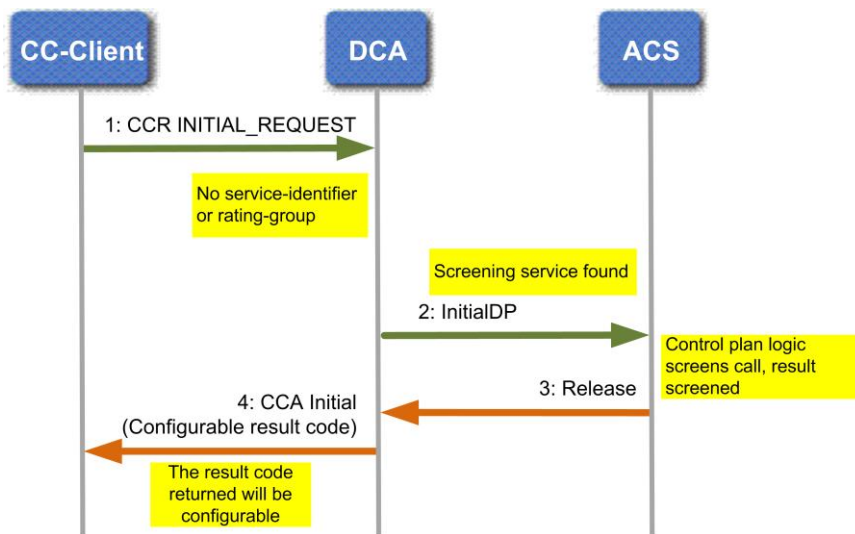 CC-Client
DCA
ACS
1: CCR INITIAL_REQUEST
No service-identifier
or rating-group
Screening service found
2: InitialDP
Control plan logic
screens call, result
screened
3: Release
4: CCA Initial
(Configurable result code)
The result code
returned will be
configurable